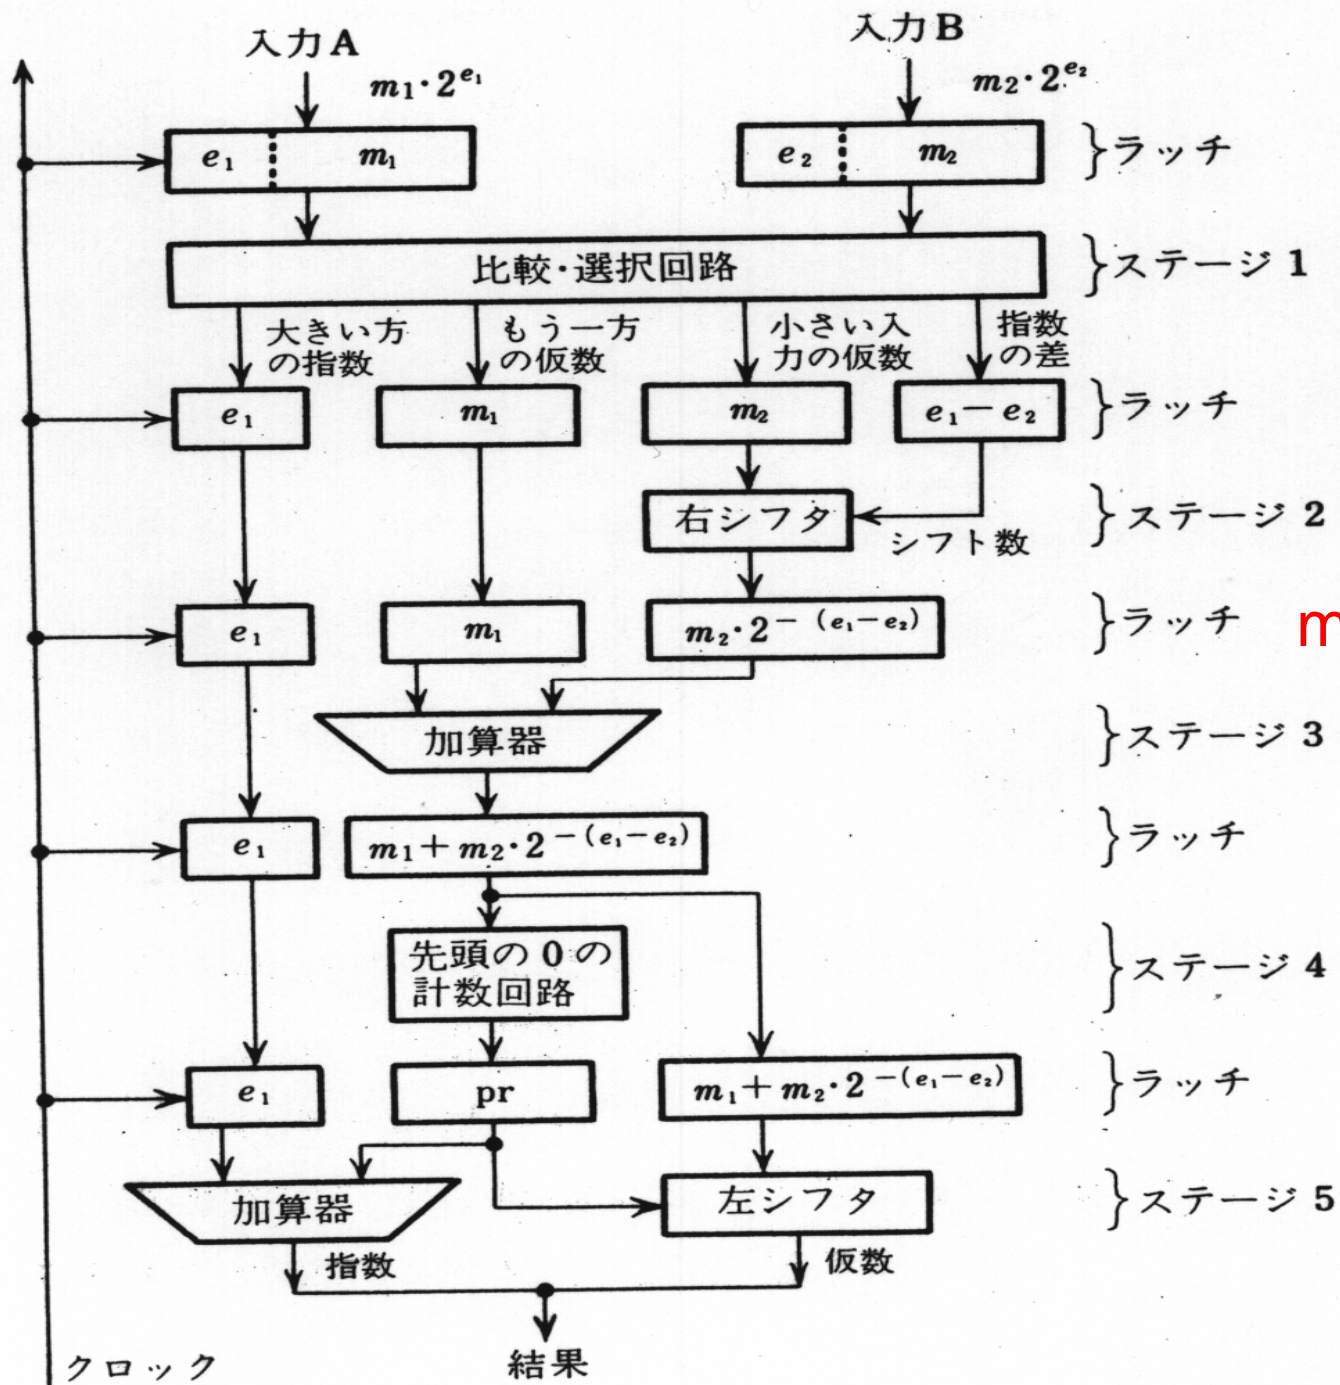 入力A
入力B
m₁・2^e₁
m₂・2^e₂
e₁ m₁
e₂ m₂
ラッチ
比較・選択回路
ステージ 1
大きい方
の指数
もう一方
の仮数
小さい入
力の仮数
指数
の差
e₁
m₁
m₂
e₁－e₂
ラッチ
右シフタ
シフト数
ステージ 2
e₁
m₁
m₂・2^－(e₁－e₂)
ラッチ
m
加算器
ステージ 3
e₁
m₁＋m₂・2^－(e₁－e₂)
ラッチ
先頭の0の
計数回路
ステージ 4
e₁
pr
m₁＋m₂・2^－(e₁－e₂)
ラッチ
加算器
左シフタ
ステージ 5
指数
仮数
結果
クロック